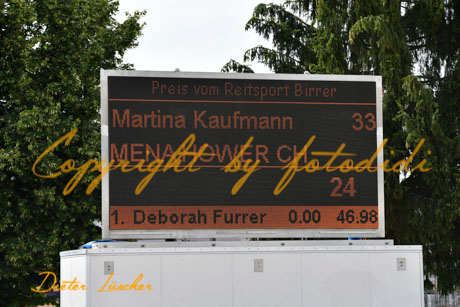 Preis vom Reitsport Birrer
Martina Kaufmann 33
CH
Copyright by fotodidi
24
1. Deborah Furrer 0.00 46.98
Dieter Lüscher